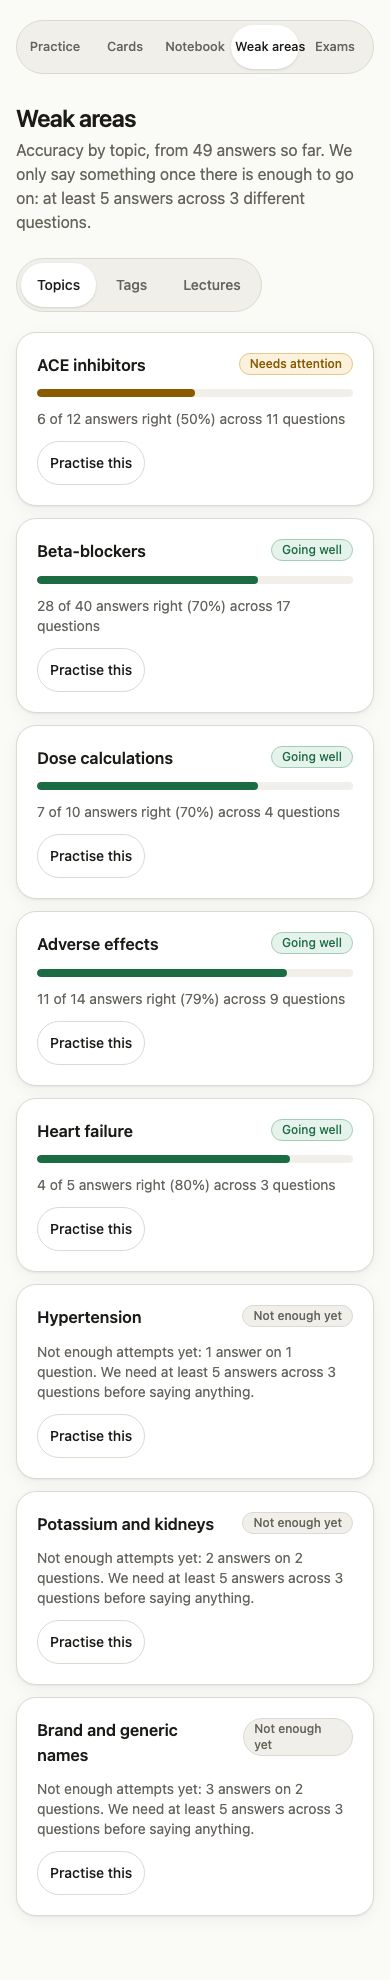 Practice Cards Notebook Weak areas Exams
Weak areas
Accuracy by topic, from 49 answers so far. We
only say something once there is enough to go
on: at least 5 answers across 3 different
questions.
Topics Tags Lectures
ACE inhibitors Needs attention
6 of 12 answers right (50%) across 11 questions
Practise this
Beta-blockers Going well
28 of 40 answers right (70%) across 17
questions
Practise this
Dose calculations Going well
7 of 10 answers right (70%) across 4 questions
Practise this
Adverse effects Going well
11 of 14 answers right (79%) across 9 questions
Practise this
Heart failure Going well
4 of 5 answers right (80%) across 3 questions
Practise this
Hypertension Not enough yet
Not enough attempts yet: 1 answer on 1
question. We need at least 5 answers across 3
questions before saying anything.
Practise this
Potassium and kidneys Not enough yet
Not enough attempts yet: 2 answers on 2
questions. We need at least 5 answers across 3
questions before saying anything.
Practise this
Brand and generic
names
Not enough
yet
Not enough attempts yet: 3 answers on 2
questions. We need at least 5 answers across 3
questions before saying anything.
Practise this